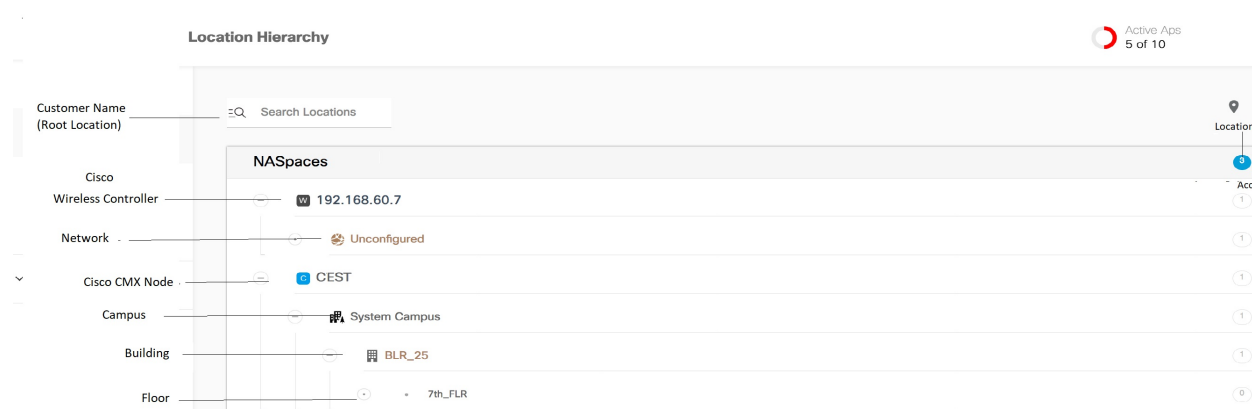 Location Hierarchy
Active Aps
5 of 10
Customer Name
(Root Location)
Search Locations
Location
NASpaces
3
Cisco
Wireless Controller
W 192.168.60.7
Acc
1
Network
Unconfigured
1
Cisco CMX Node
C CEST
1
Campus
System Campus
1
Building
BLR_25
1
Floor
7th_FLR
0